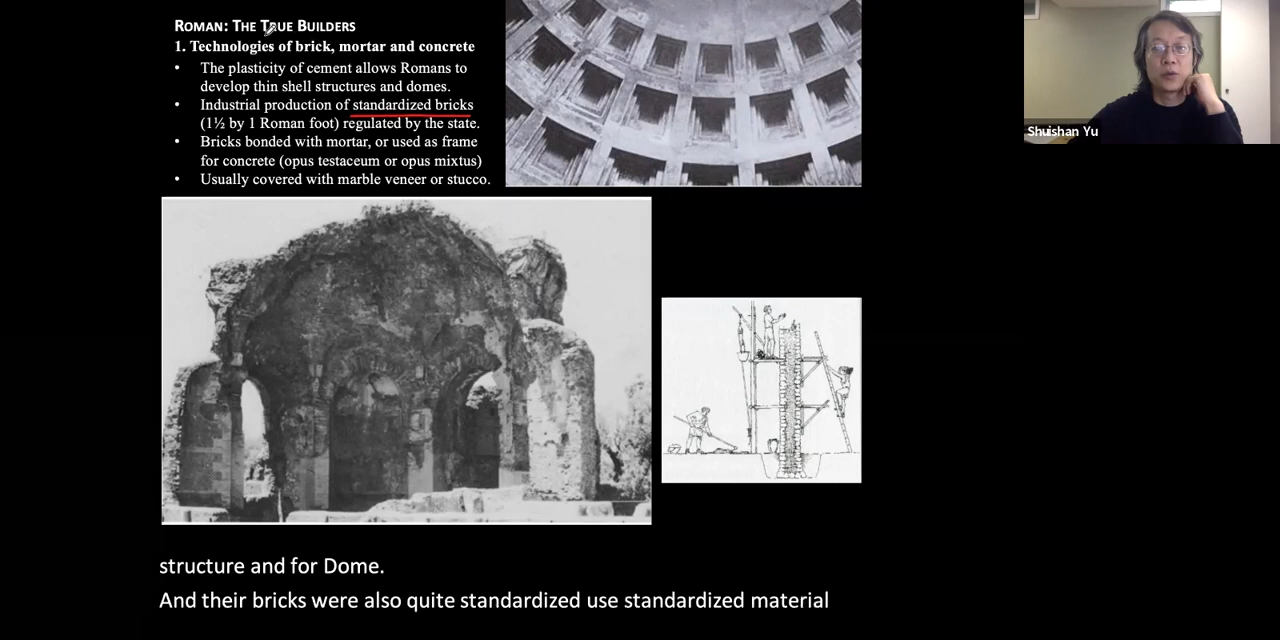 ROMAN: THE TRUE BUILDERS
1. Technologies of brick, mortar and concrete
• The plasticity of cement allows Romans to
develop thin shell structures and domes.
• Industrial production of standardized bricks
(1½ by 1 Roman foot) regulated by the state.
• Bricks bonded with mortar, or used as frame
for concrete (opus testaceum or opus mixtus)
• Usually covered with marble veneer or stucco.
Shuishan Yu
structure and for Dome.
And their bricks were also quite standardized use standardized material